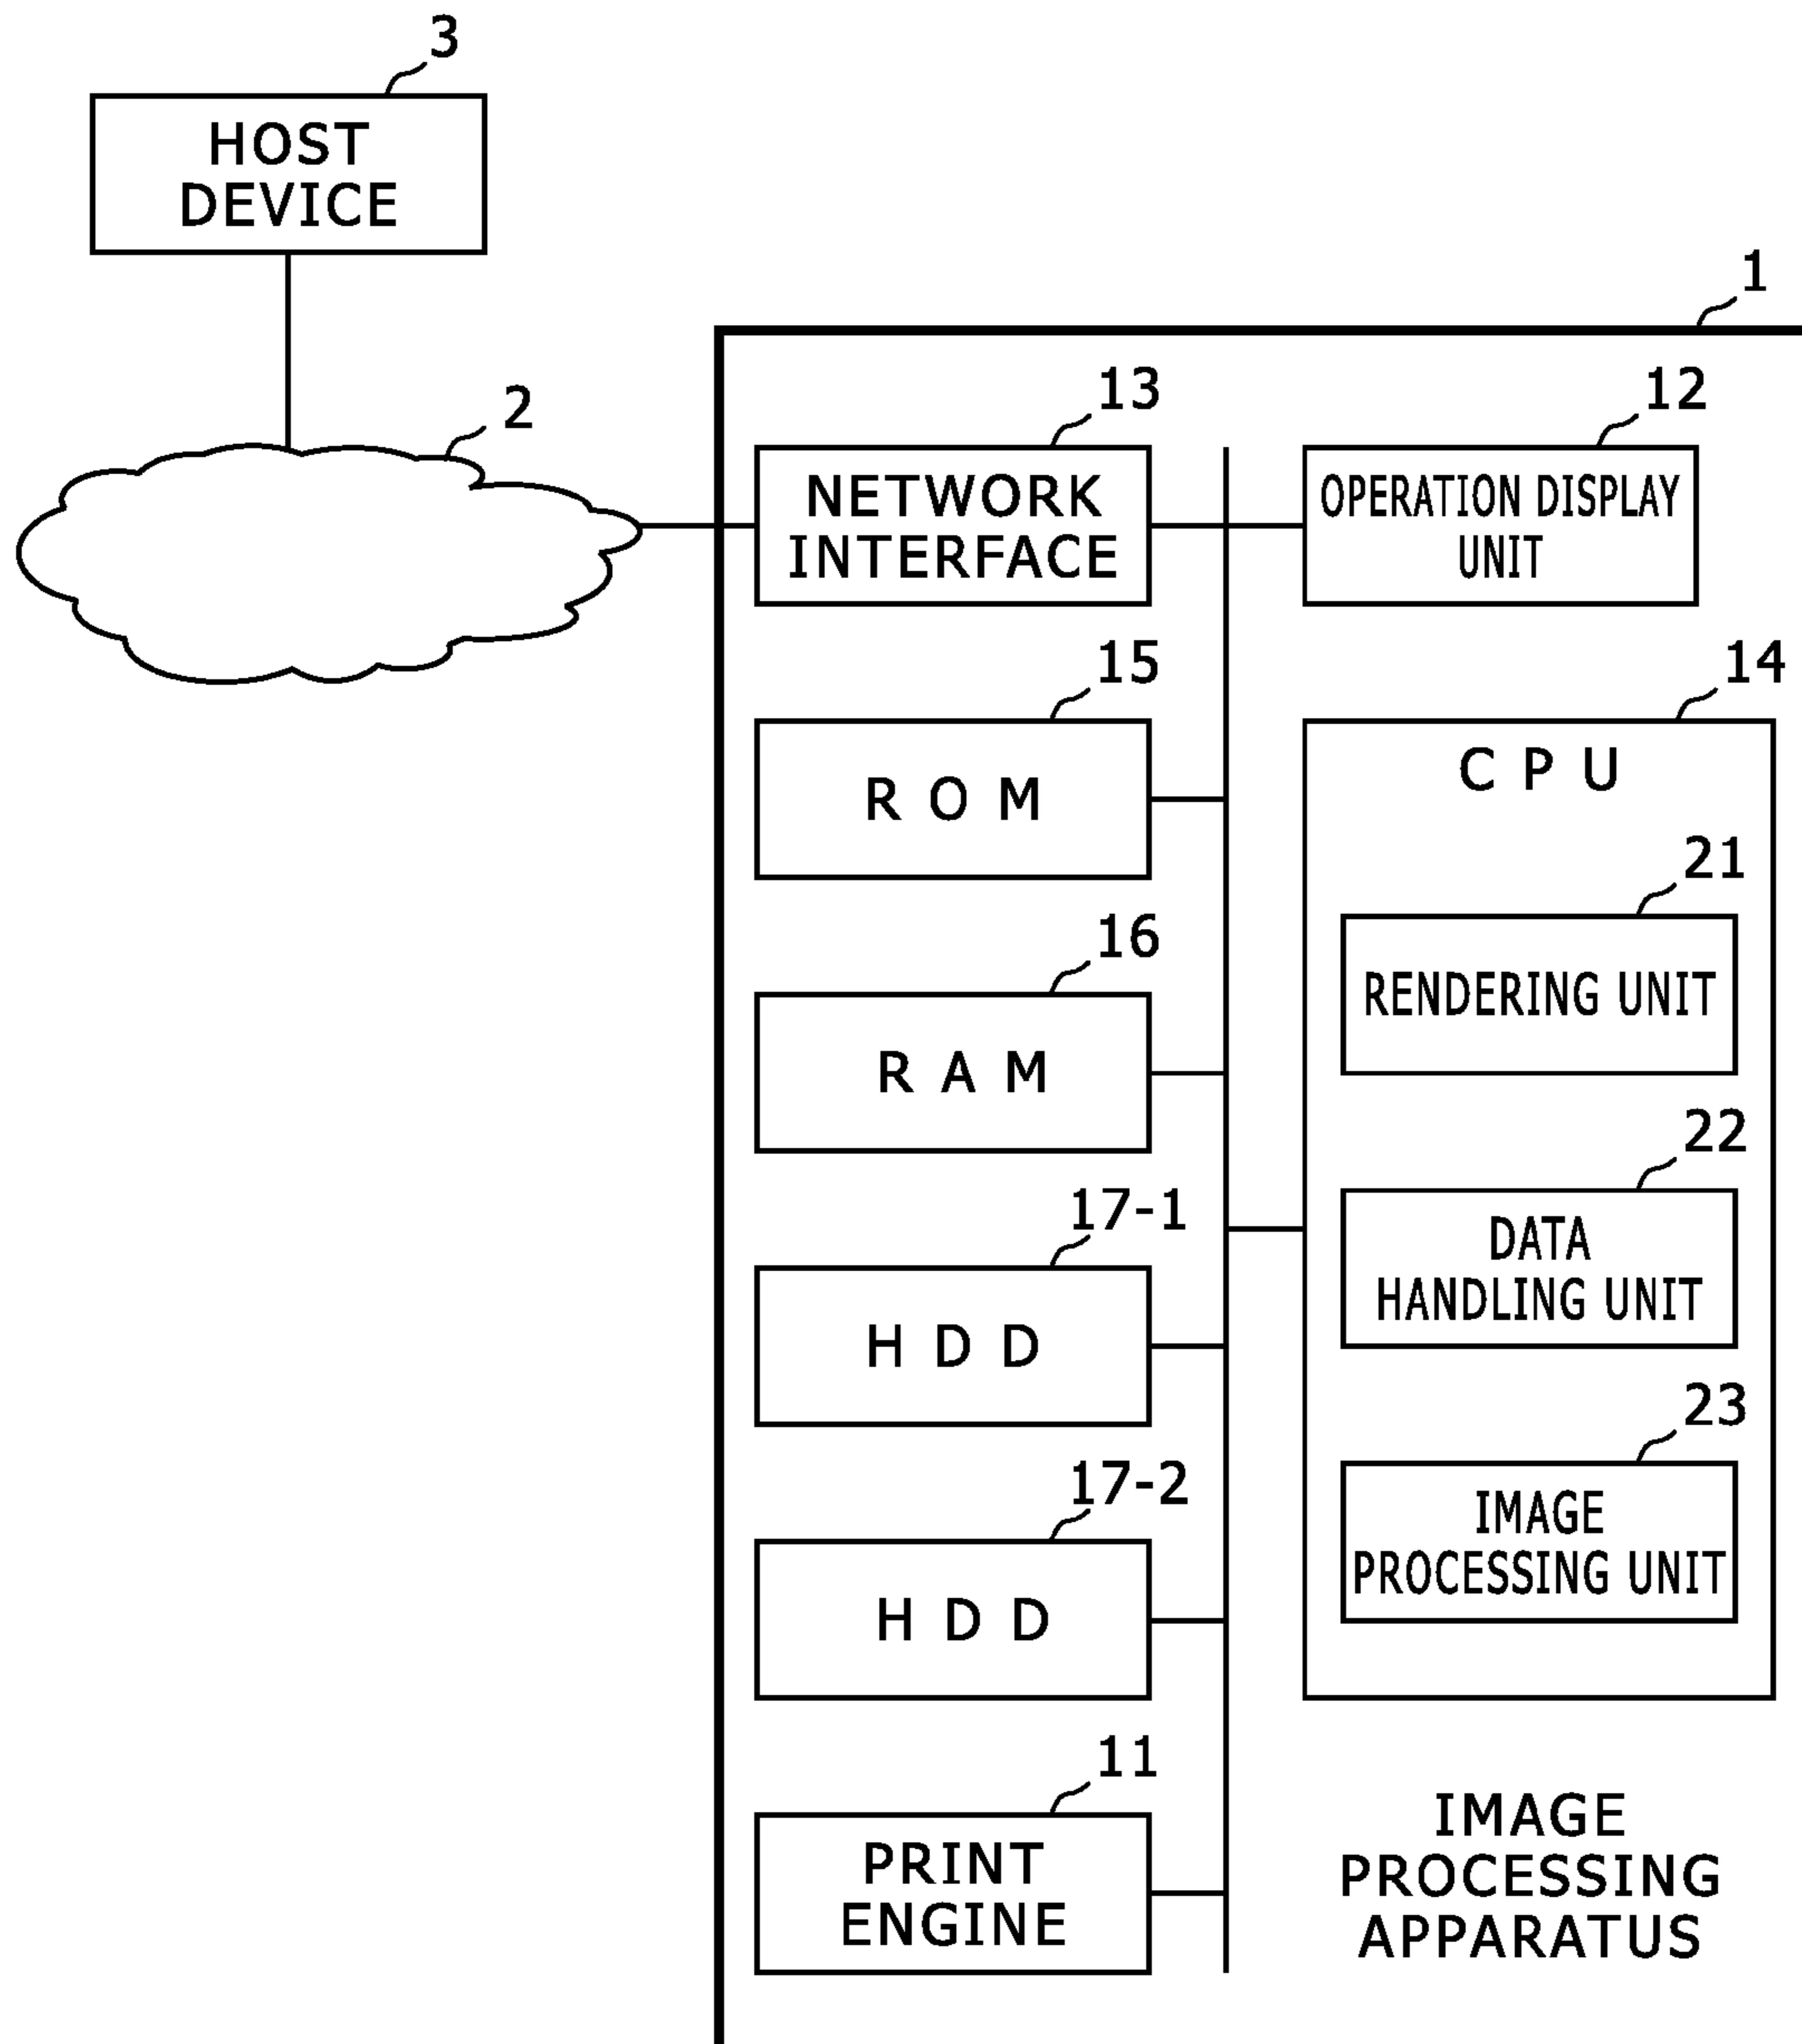 3
HOST
DEVICE
1
2
13
NETWORK
INTERFACE
12
OPERATION DISPLAY
UNIT
15
R O M
14
C P U
21
RENDERING UNIT
16
R A M
22
DATA
HANDLING UNIT
17-1
H D D
23
IMAGE
PROCESSING UNIT
17-2
H D D
11
PRINT
ENGINE
IMAGE
PROCESSING
APPARATUS